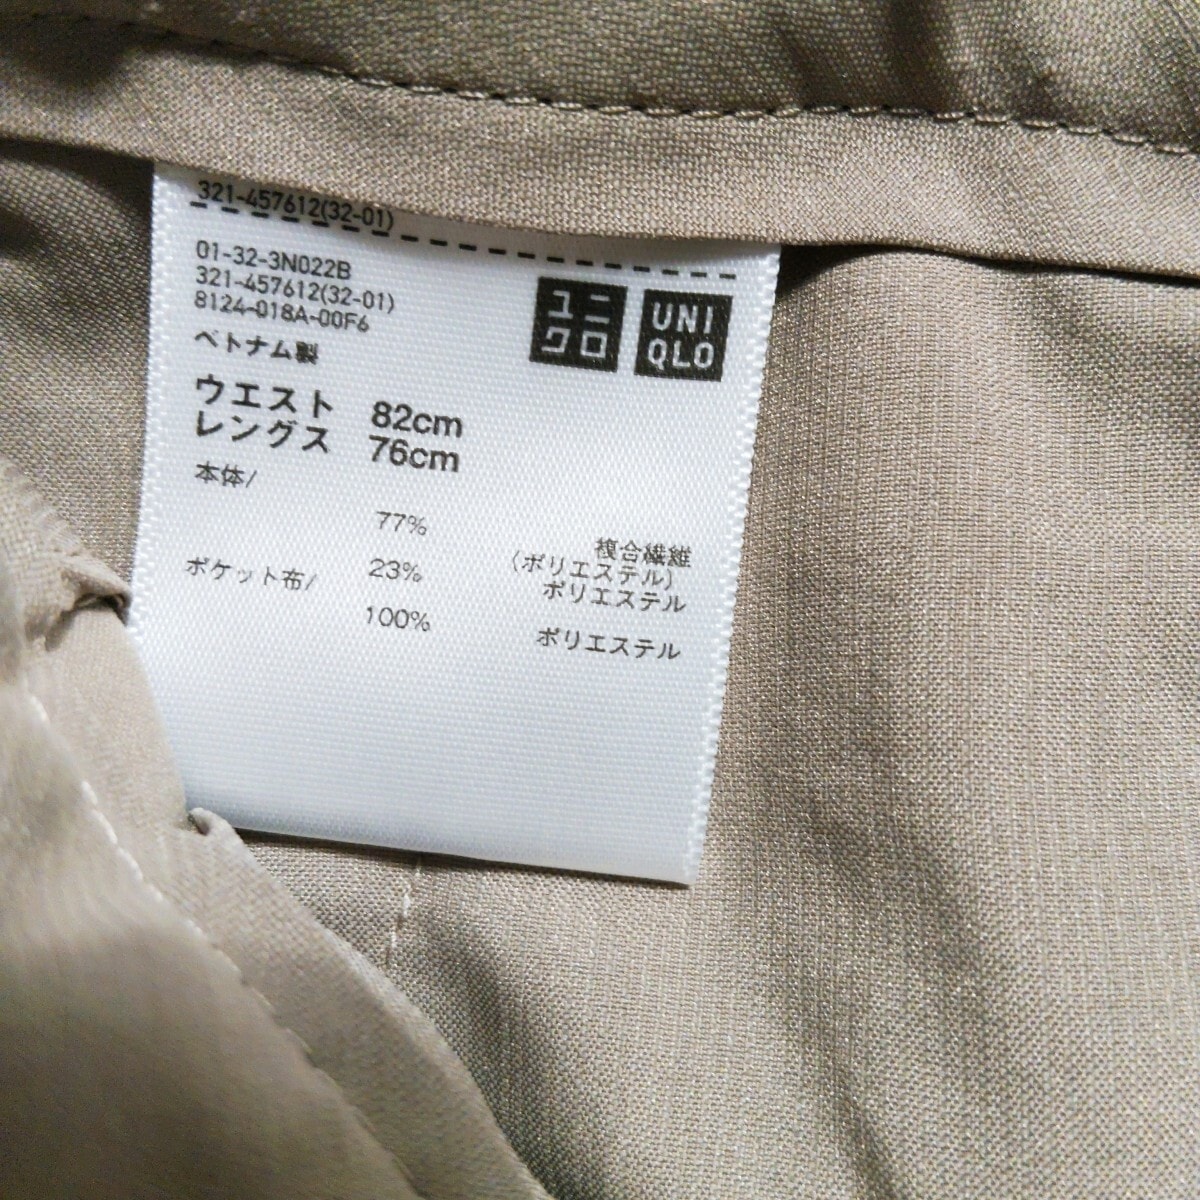 321-457612(32-01)
01-32-3N022B
321-457612(32-01)
8124-018A-00F6
ユニ
クロ
UNI
QLO
ベトナム製
ウエスト 82cm
レングス 76cm
本体/
77% 複合繊維
(ポリエステル)
23% ポリエステル
ポケット布/
100% ポリエステル